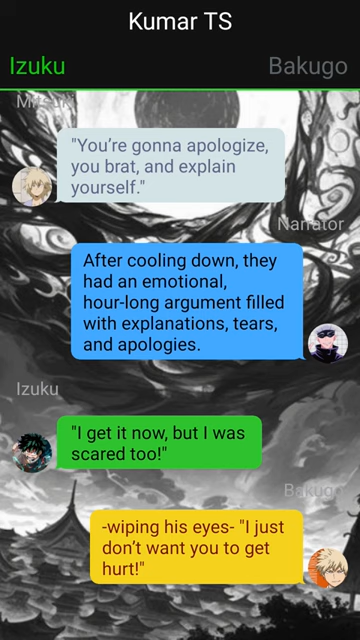 Kumar TS
Izuku
Bakugo
Mitsuki
"You're gonna apologize,
you brat, and explain
yourself."
Narrator
After cooling down, they
had an emotional,
hour-long argument filled
with explanations, tears,
and apologies.
Izuku
"I get it now, but I was
scared too!"
Bakugo
-wiping his eyes- "I just
don't want you to get
hurt!"